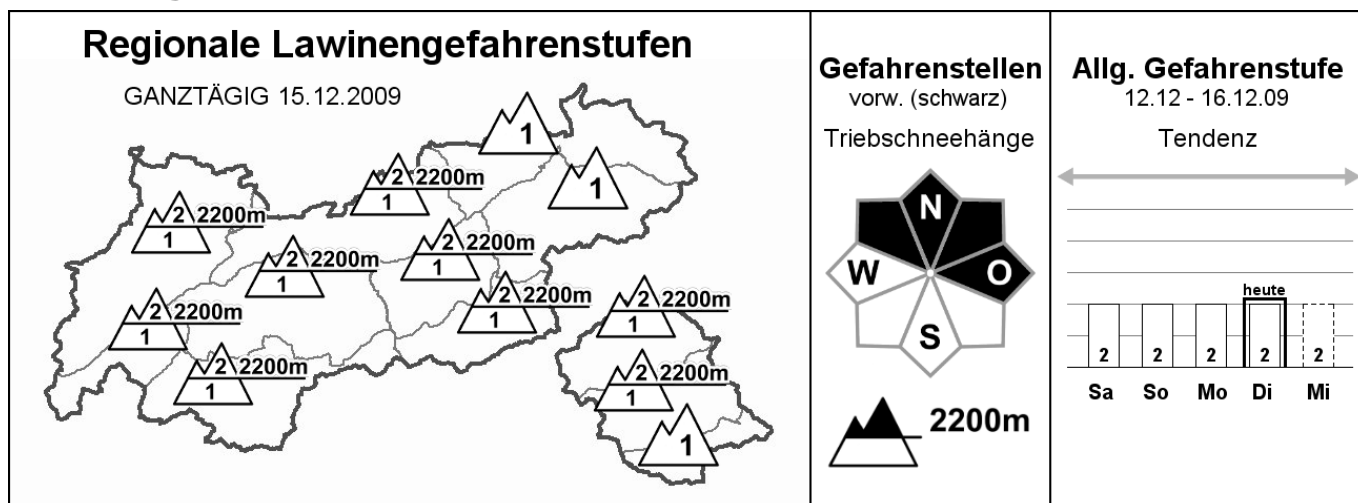 Regionale Lawinengefahrenstufen
GANZTÄGIG 15.12.2009
1
1
2 2200m
1
2 2200m
1
2 2200m
1
2 2200m
1
2 2200m
1
2 2200m
1
2 2200m
1
2 2200m
1
2 2200m
1
1
Gefahrenstellen
vorw. (schwarz)
Triebschneehänge
N
W O
S
2200m
Allg. Gefahrenstufe
12.12 - 16.12.09
Tendenz
heute
2 2 2 2 2
Sa So Mo Di Mi